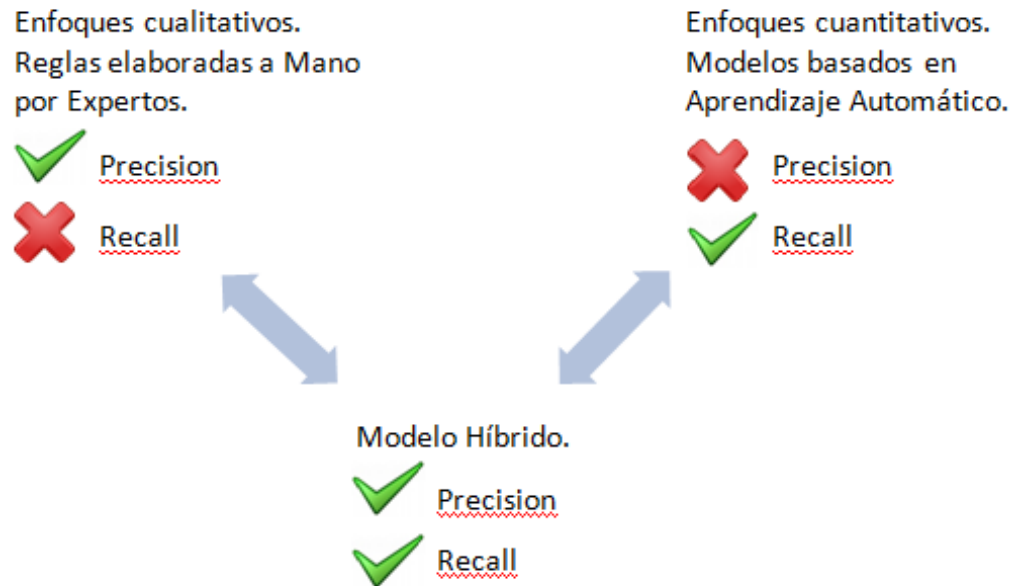 Enfoques cualitativos.
Reglas elaboradas a Mano
por Expertos.
Precision
Recall
Enfoques cuantitativos.
Modelos basados en
Aprendizaje Automático.
Precision
Recall
Modelo Híbrido.
Precision
Recall